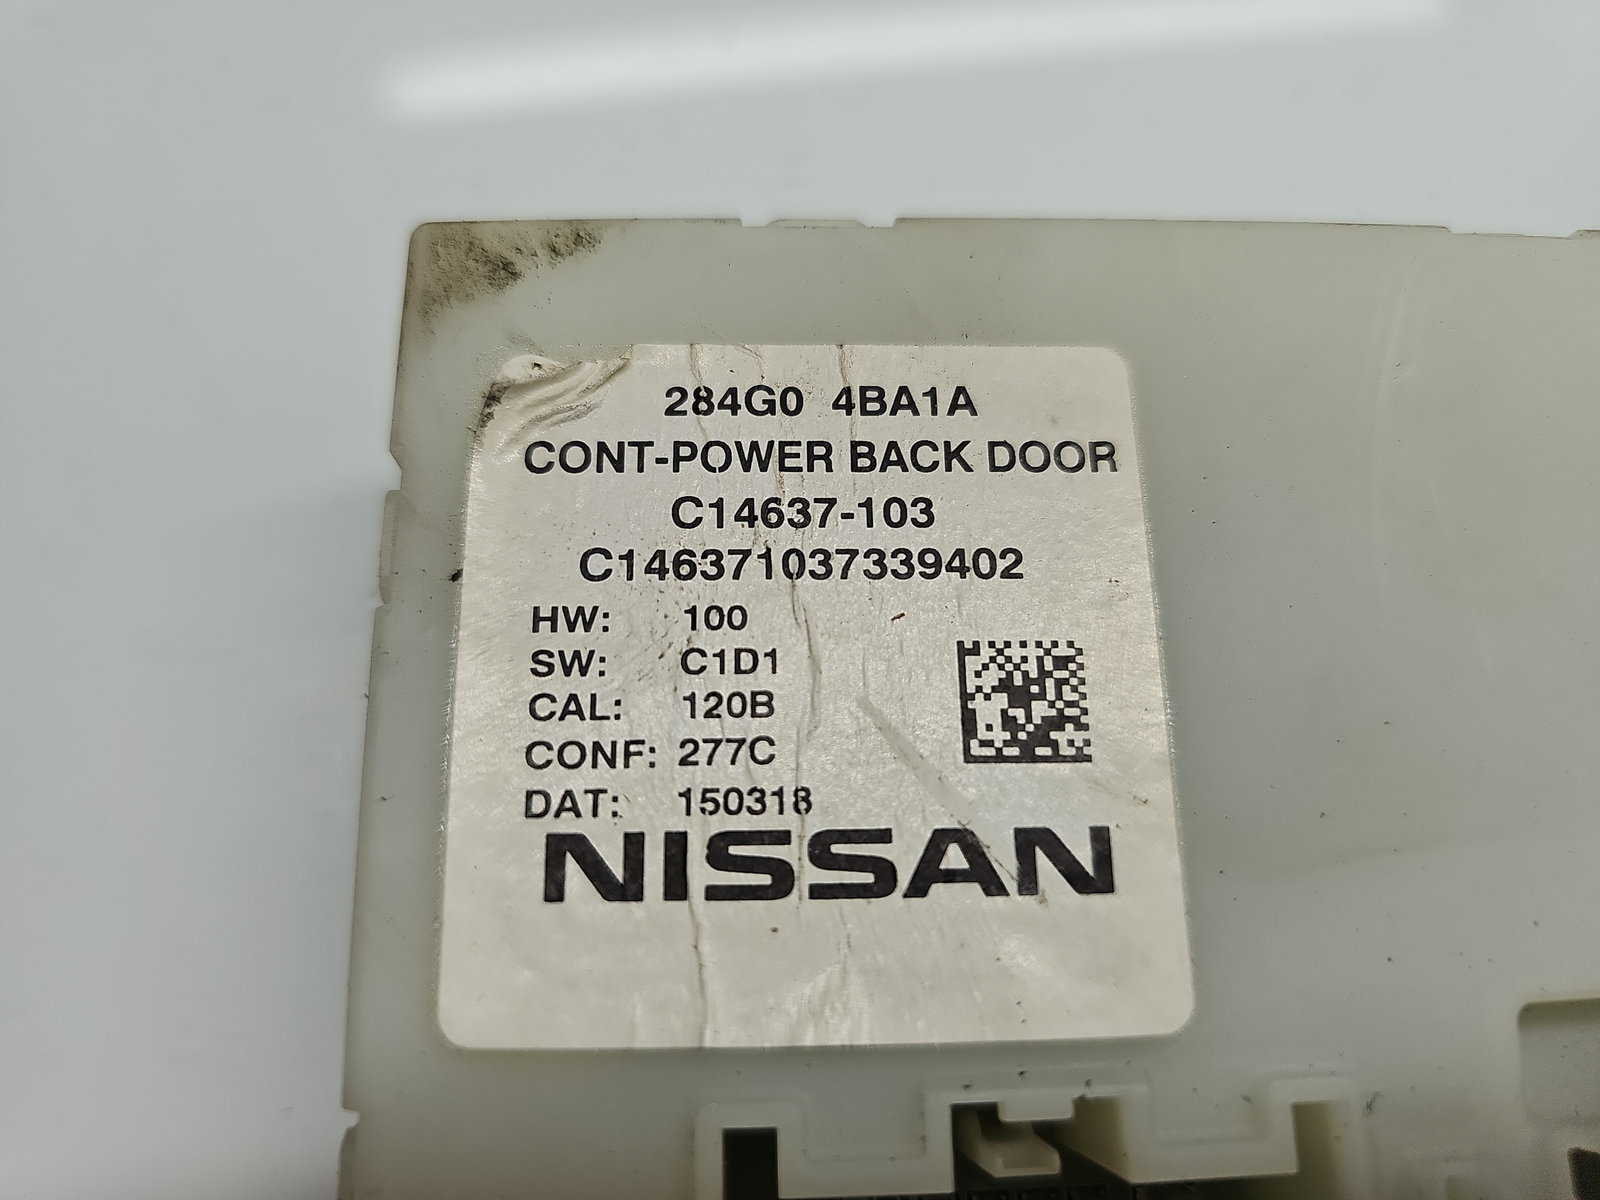 284G0 4BA1A
CONT-POWER BACK DOOR
C14637-103
C146371037339402
HW: 100
SW: C1D1
CAL: 120B
CONF: 277C
DAT: 150318
NISSAN